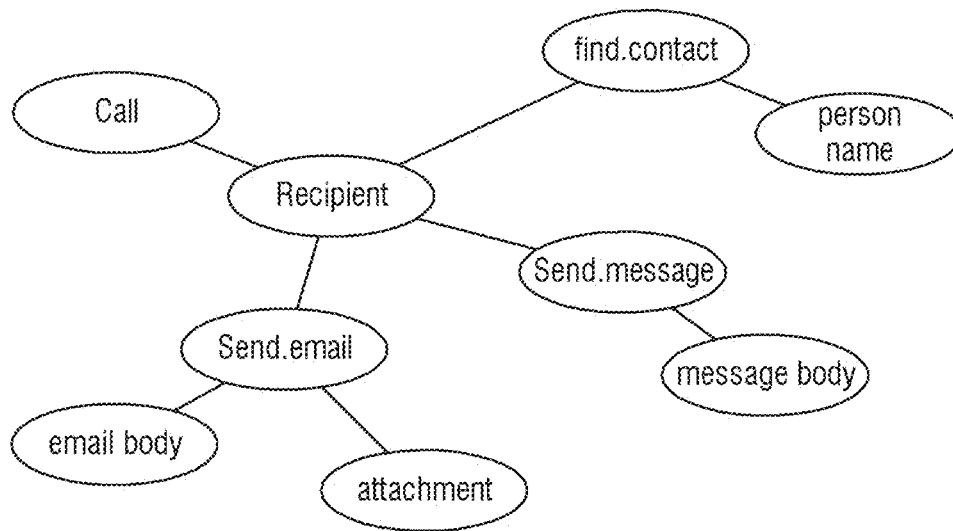 find.contact
Call
person
name
Recipient
Send.message
Send.email
message body
email body
attachment